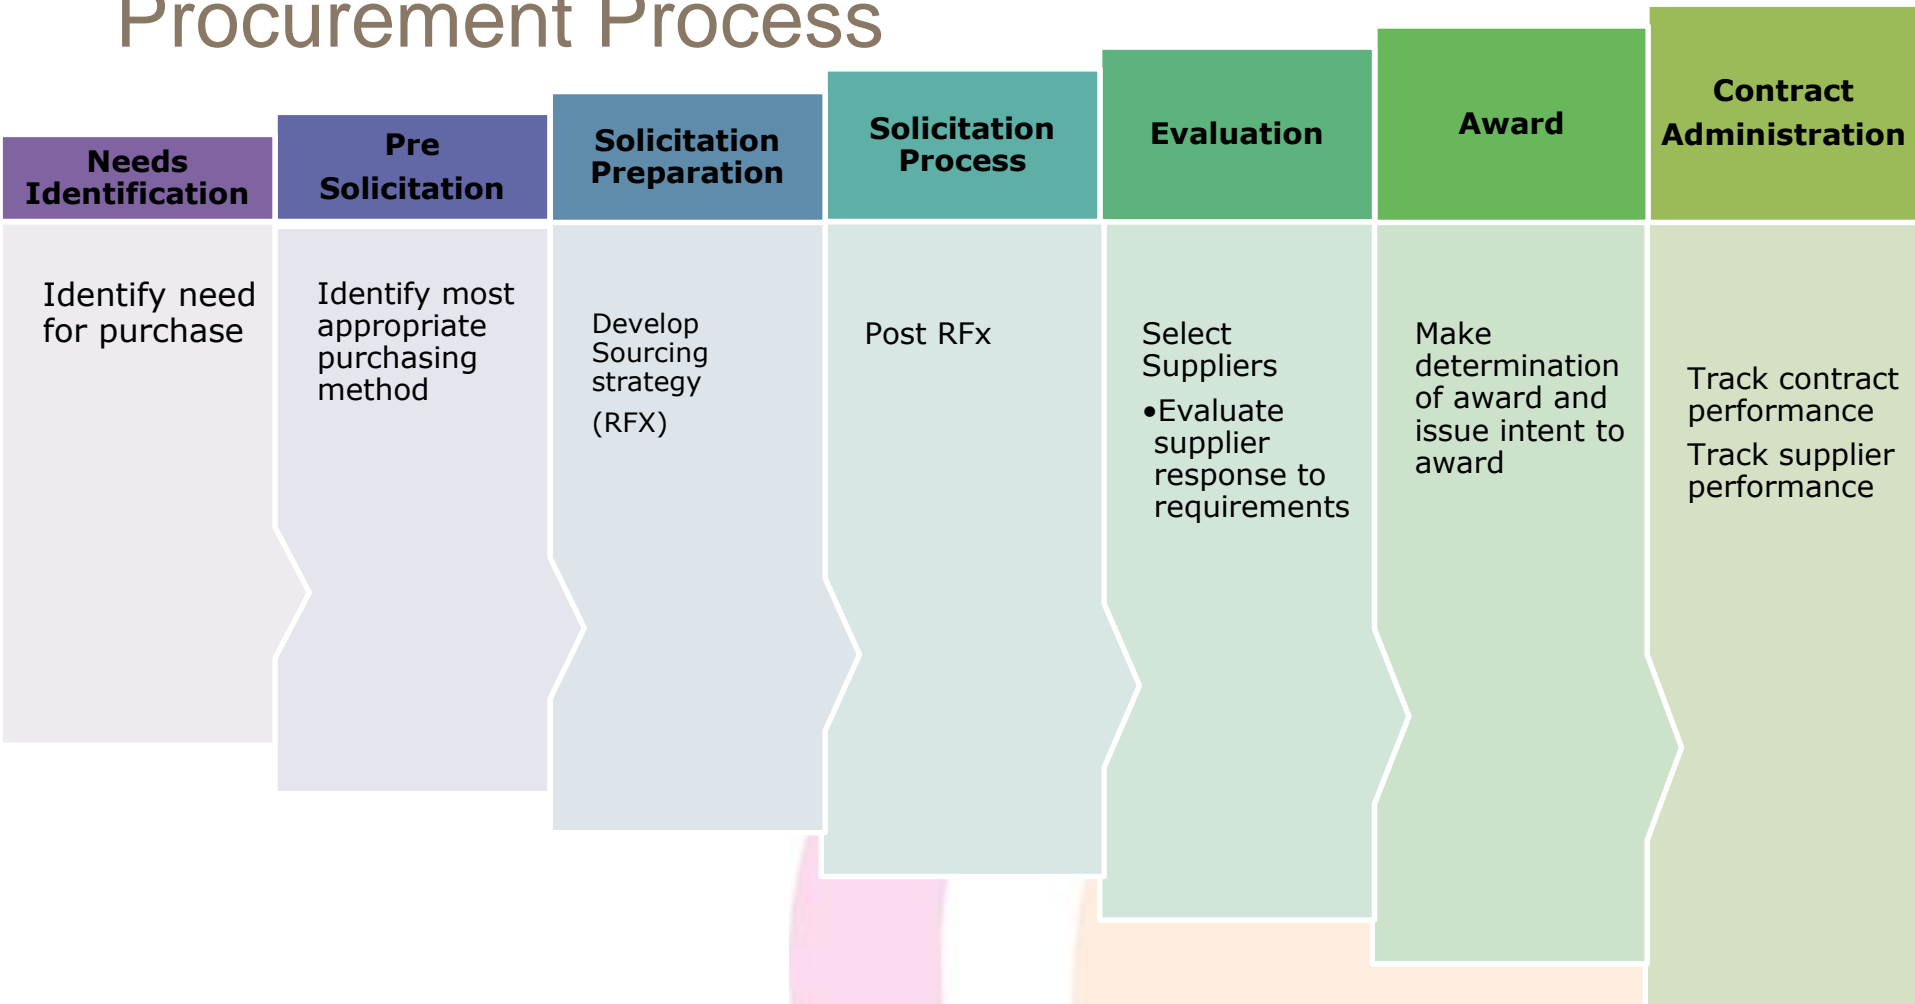 Procurement Process
Needs
Identification
Identify need
for purchase
Pre
Solicitation
Identify most
appropriate
purchasing
method
Solicitation
Preparation
Develop
Sourcing
strategy
(RFX)
Solicitation
Process
Post RFx
Evaluation
Select
Suppliers
•Evaluate
supplier
response to
requirements
Award
Make
determination
of award and
issue intent to
award
Contract
Administration
Track contract
performance
Track supplier
performance